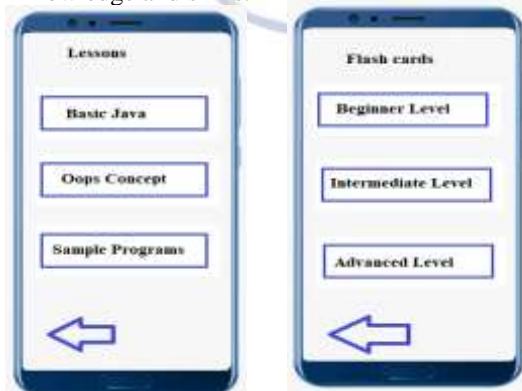 Lessons
Basic Java
Oops Concept
Sample Programs
Flash cards
Beginner Level
Intermediate Level
Advanced Level